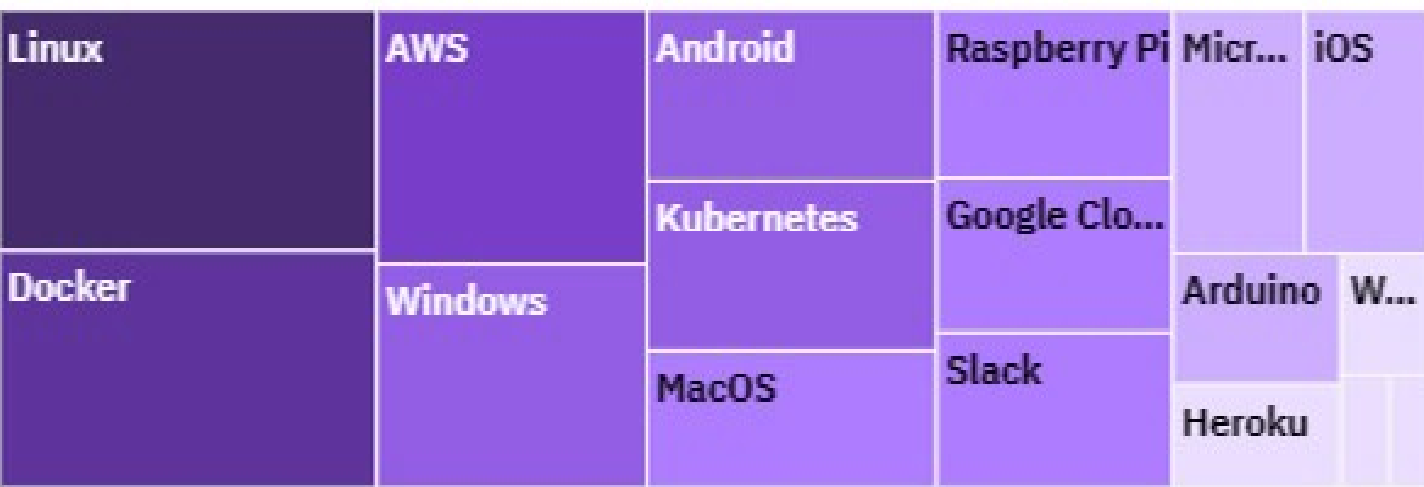 Linux
Docker
AWS
Windows
Android
Kubernetes
MacOS
Raspberry Pi
Google Clo...
Slack
Micr...
iOS
Arduino
W...
Heroku